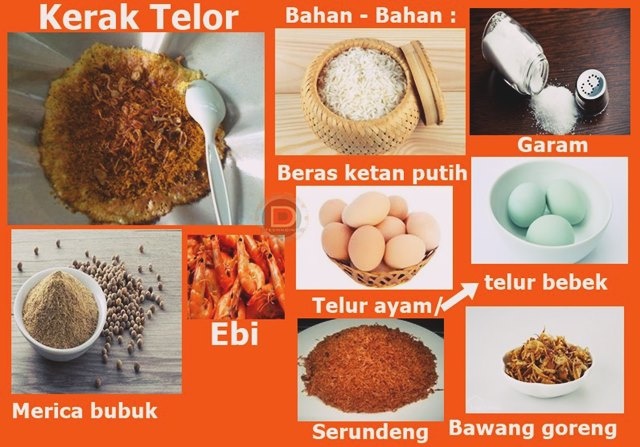 Kerak Telor
Bahan - Bahan :
Beras ketan putih
Garam
Telur ayam/
telur bebek
Merica bubuk
Ebi
Serundeng
Bawang goreng